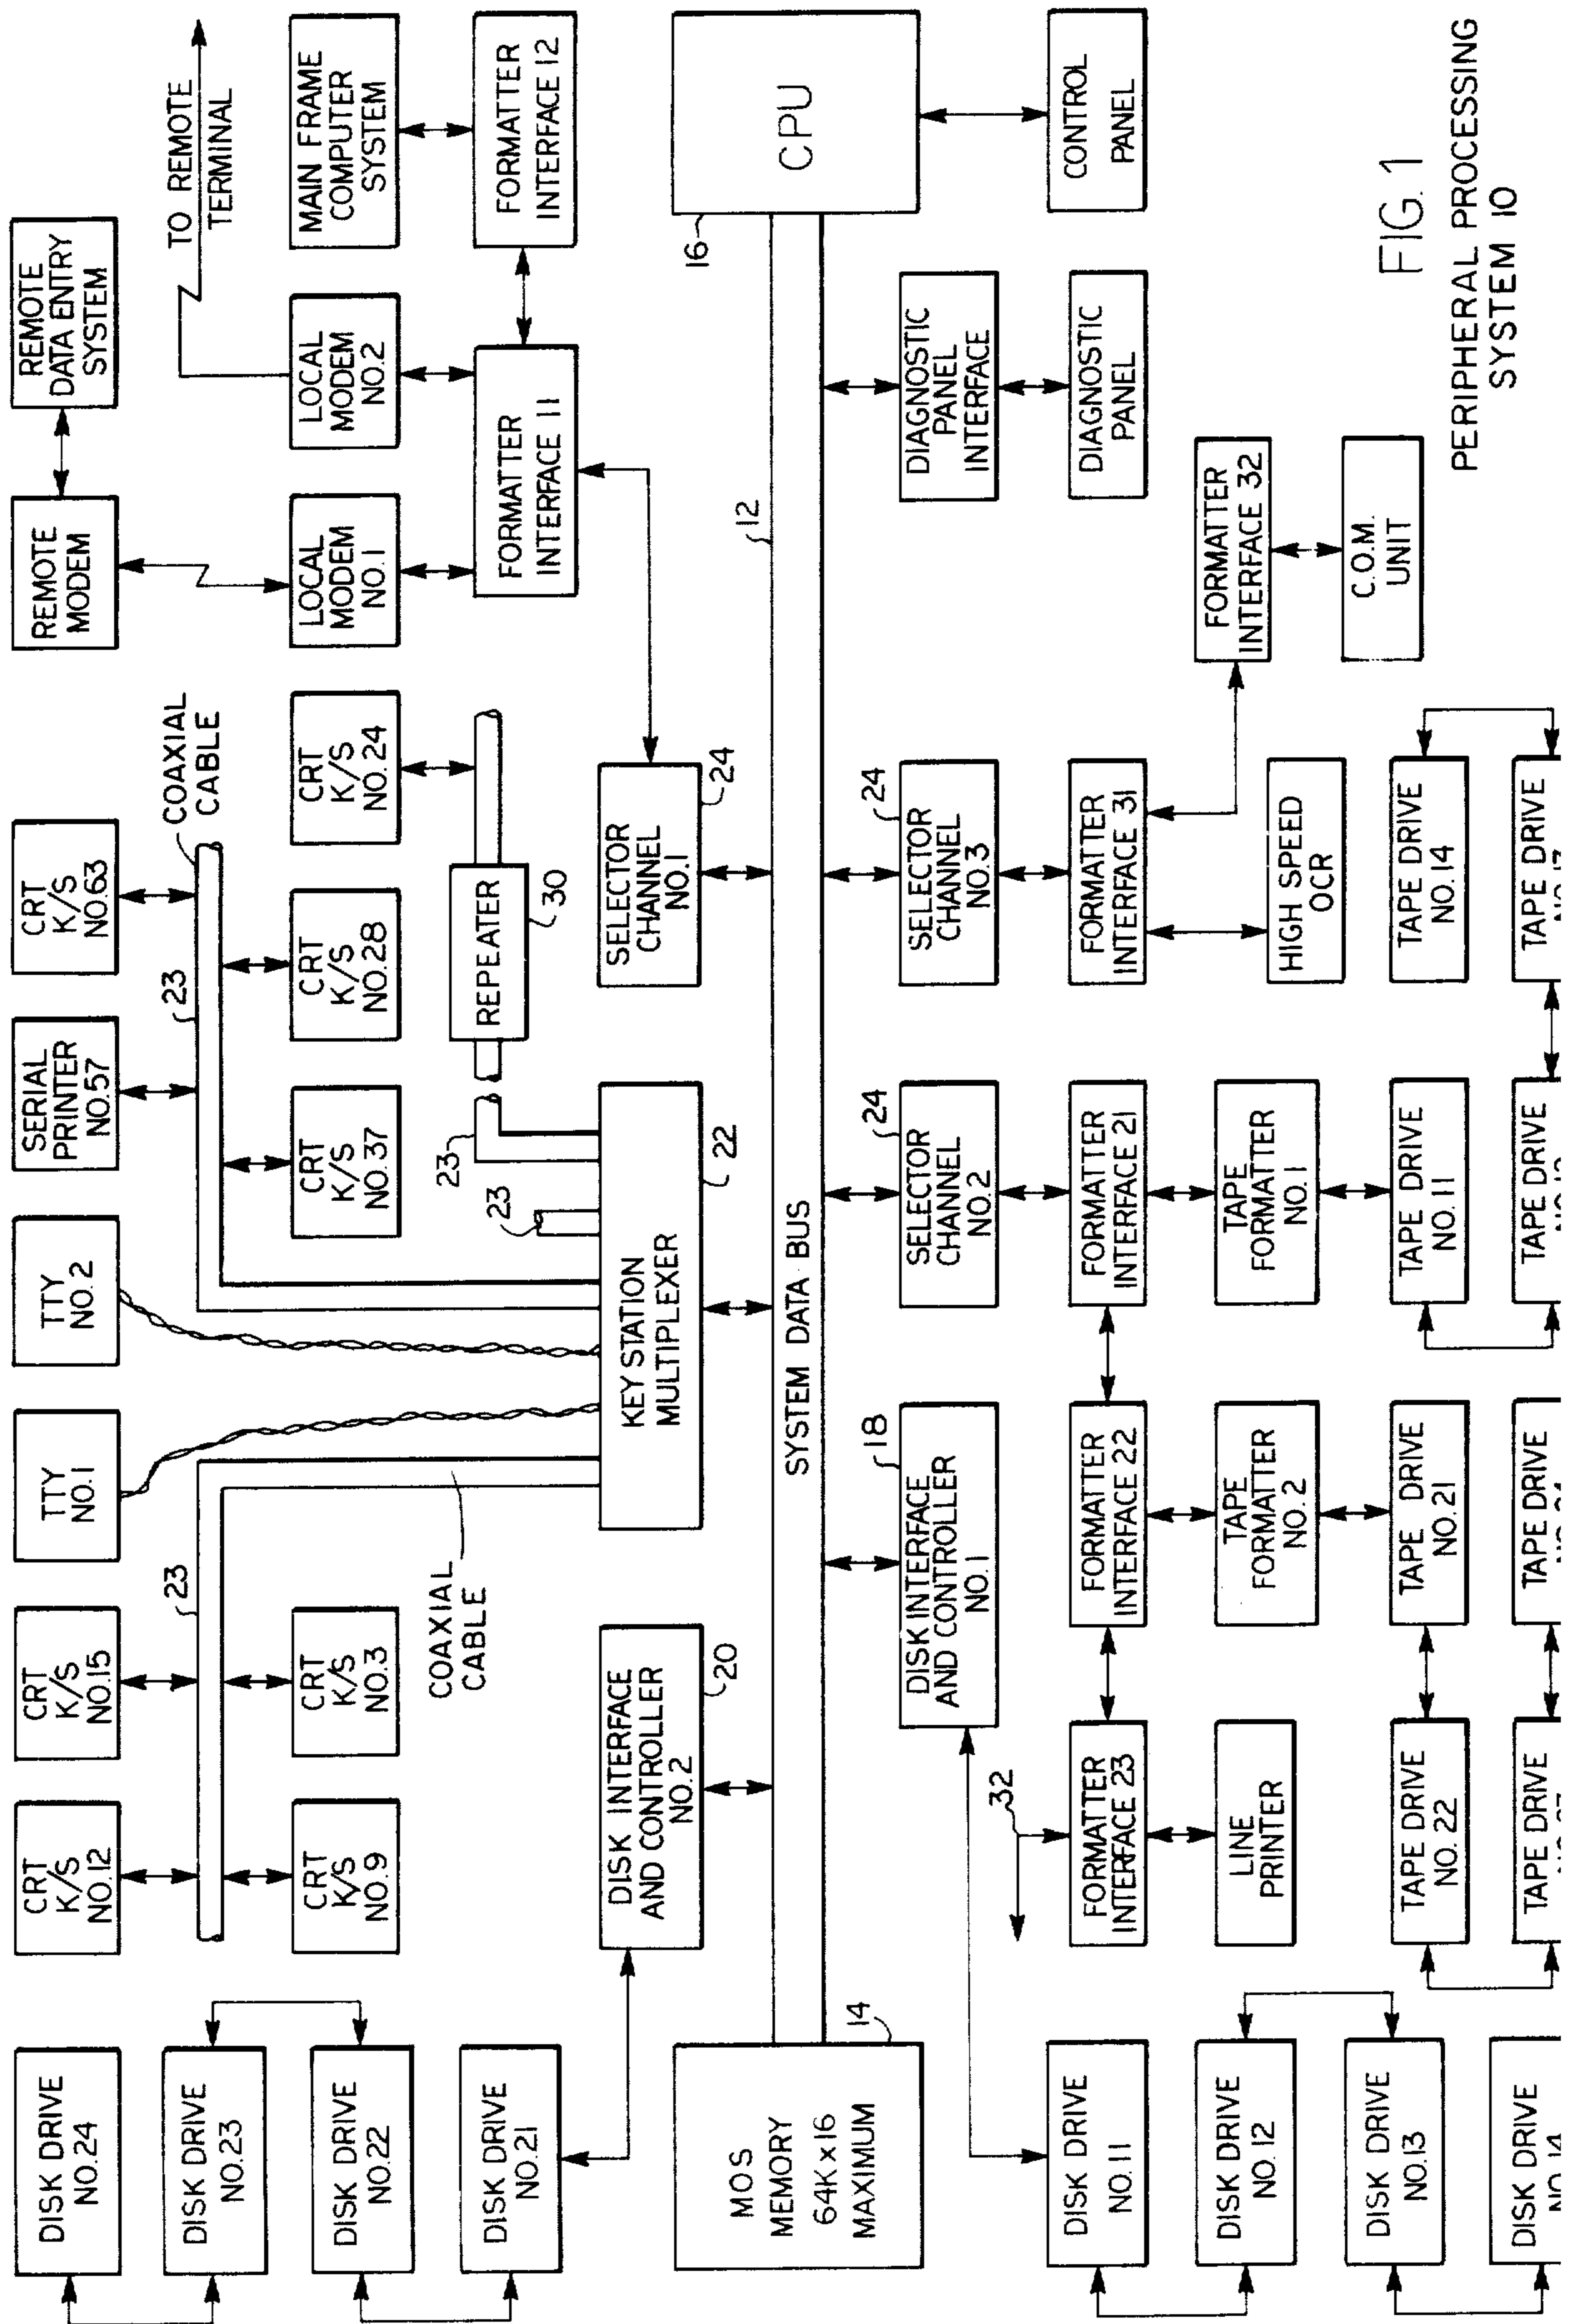 DISK DRIVE
NO.24
DISK DRIVE
NO.23
DISK DRIVE
NO.22
DISK DRIVE
NO.21
CRT
K/S
NO.12
CRT
K/S
NO.15
TTY
NO.1
TTY
NO.2
SERIAL
PRINTER
NO.57
CRT
K/S
NO.63
REMOTE
MODEM
REMOTE
DATA ENTRY
SYSTEM
23
23
COAXIAL
CABLE
TO REMOTE
TERMINAL
CRT
K/S
NO.9
CRT
K/S
NO.3
CRT
K/S
NO.37
CRT
K/S
NO.28
CRT
K/S
NO.24
LOCAL
MODEM
NO.1
LOCAL
MODEM
NO.2
MAIN FRAME
COMPUTER
SYSTEM
COAXIAL
CABLE
23
23
REPEATER
30
FORMATTER
INTERFACE 11
FORMATTER
INTERFACE 12
DISK INTERFACE
AND CONTROLLER
NO.2
20
KEY STATION
MULTIPLEXER
22
SELECTOR
CHANNEL
NO.1
24
MOS
MEMORY
64K x 16
MAXIMUM
14
SYSTEM DATA BUS
12
16
CPU
DISK INTERFACE
AND CONTROLLER
NO.1
18
SELECTOR
CHANNEL
NO.2
24
SELECTOR
CHANNEL
NO.3
24
DIAGNOSTIC
PANEL
INTERFACE
DIAGNOSTIC
PANEL
CONTROL
PANEL
32
FORMATTER
INTERFACE 23
FORMATTER
INTERFACE 22
FORMATTER
INTERFACE 21
FORMATTER
INTERFACE 31
FORMATTER
INTERFACE 32
LINE
PRINTER
TAPE
FORMATTER
NO.2
TAPE
FORMATTER
NO.1
HIGH SPEED
OCR
C.O.M.
UNIT
DISK DRIVE
NO.11
DISK DRIVE
NO.12
DISK DRIVE
NO.13
DISK DRIVE
TAPE DRIVE
NO.22
TAPE DRIVE
NO.21
TAPE DRIVE
NO.11
TAPE DRIVE
NO.14
TAPE DRIVE
TAPE DRIVE
TAPE DRIVE
TAPE DRIVE
FIG. 1
PERIPHERAL PROCESSING
SYSTEM 10